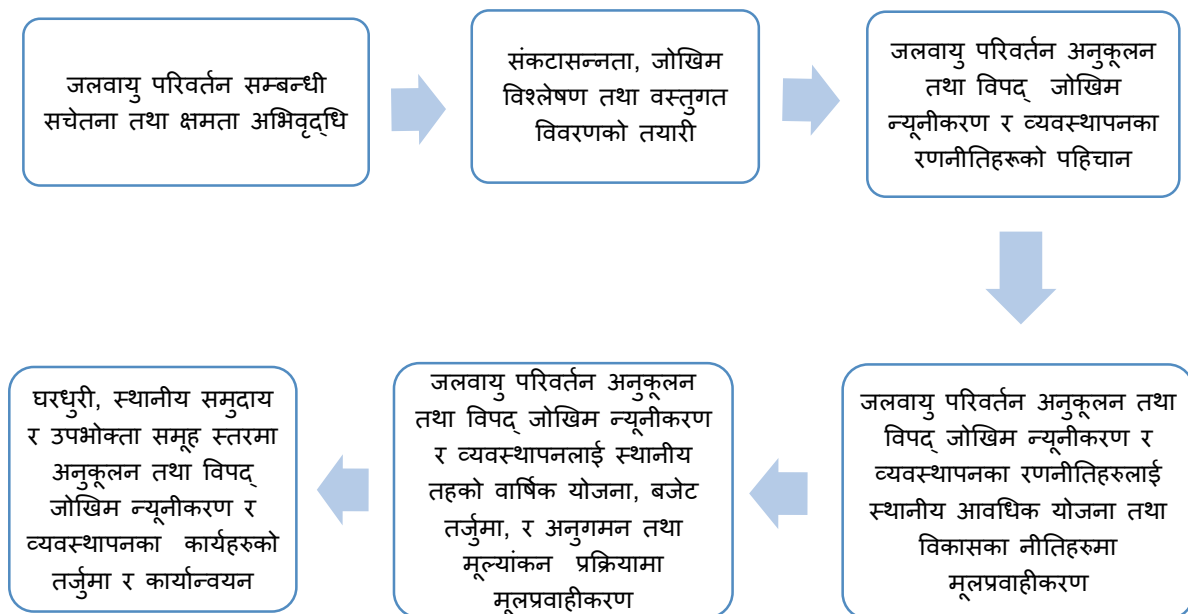 जलवायु परिवर्तन सम्बन्धी
सचेतना तथा क्षमता अभिवृद्धि
संकटासन्नता, जोखिम
विश्लेषण तथा वस्तुगत
विवरणको तयारी
जलवायु परिवर्तन अनुकूलन
तथा विपद् जोखिम
न्यूनीकरण र व्यवस्थापनका
रणनीतिहरूको पहिचान
जलवायु परिवर्तन अनुकूलन तथा
विपद् जोखिम न्यूनीकरण र
व्यवस्थापनका रणनीतिहरुलाई
स्थानीय आवधिक योजना तथा
विकासका नीतिहरुमा
मूलप्रवाहीकरण
जलवायु परिवर्तन अनुकूलन
तथा विपद् जोखिम न्यूनीकरण
र व्यवस्थापनलाई स्थानीय
तहको वार्षिक योजना, बजेट
तर्जुमा, र अनुगमन तथा
मूल्यांकन प्रक्रियामा
मूलप्रवाहीकरण
घरधुरी, स्थानीय समुदाय
र उपभोक्ता समूह स्तरमा
अनुकूलन तथा विपद्
जोखिम न्यूनीकरण र
व्यवस्थापनका कार्यहरुको
तर्जुमा र कार्यान्वयन